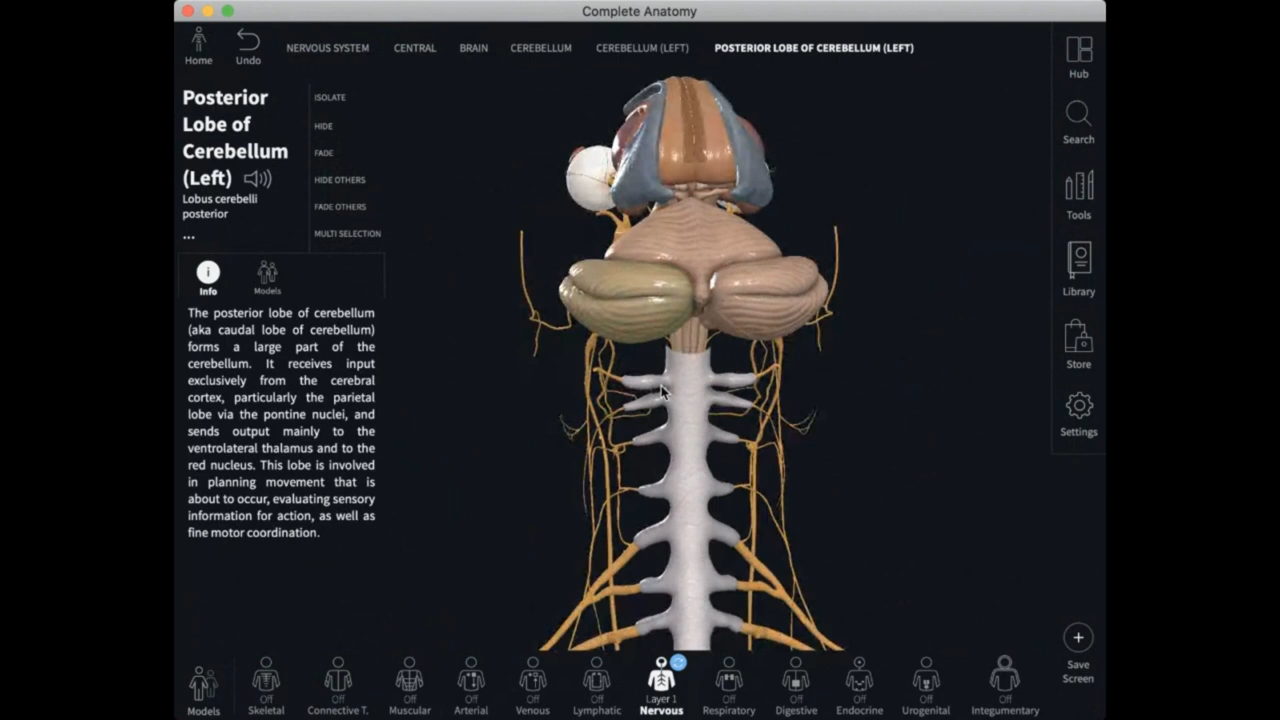 Complete Anatomy
Home
Undo
NERVOUS SYSTEM
CENTRAL
BRAIN
CEREBELLUM
CEREBELLUM (LEFT)
POSTERIOR LOBE OF CEREBELLUM (LEFT)
Posterior
Lobe of
Cerebellum
(Left)
Lobus cerebelli
posterior
...
ISOLATE
HIDE
FADE
HIDE OTHERS
FADE OTHERS
MULTI SELECTION
Info
Models
The posterior lobe of cerebellum
(aka caudal lobe of cerebellum)
forms a large part of the
cerebellum. It receives input
exclusively from the cerebral
cortex, particularly the parietal
lobe via the pontine nuclei, and
sends output mainly to the
ventrolateral thalamus and to the
red nucleus. This lobe is involved
in planning movement that is
about to occur, evaluating sensory
information for action, as well as
fine motor coordination.
Hub
Search
Tools
Library
Store
Settings
Save
Screen
Models
Off
Skeletal
Off
Connective T.
Off
Muscular
Off
Arterial
Off
Venous
Off
Lymphatic
Layer 1
Nervous
Off
Respiratory
Off
Digestive
Off
Endocrine
Off
Urogenital
Off
Integumentary